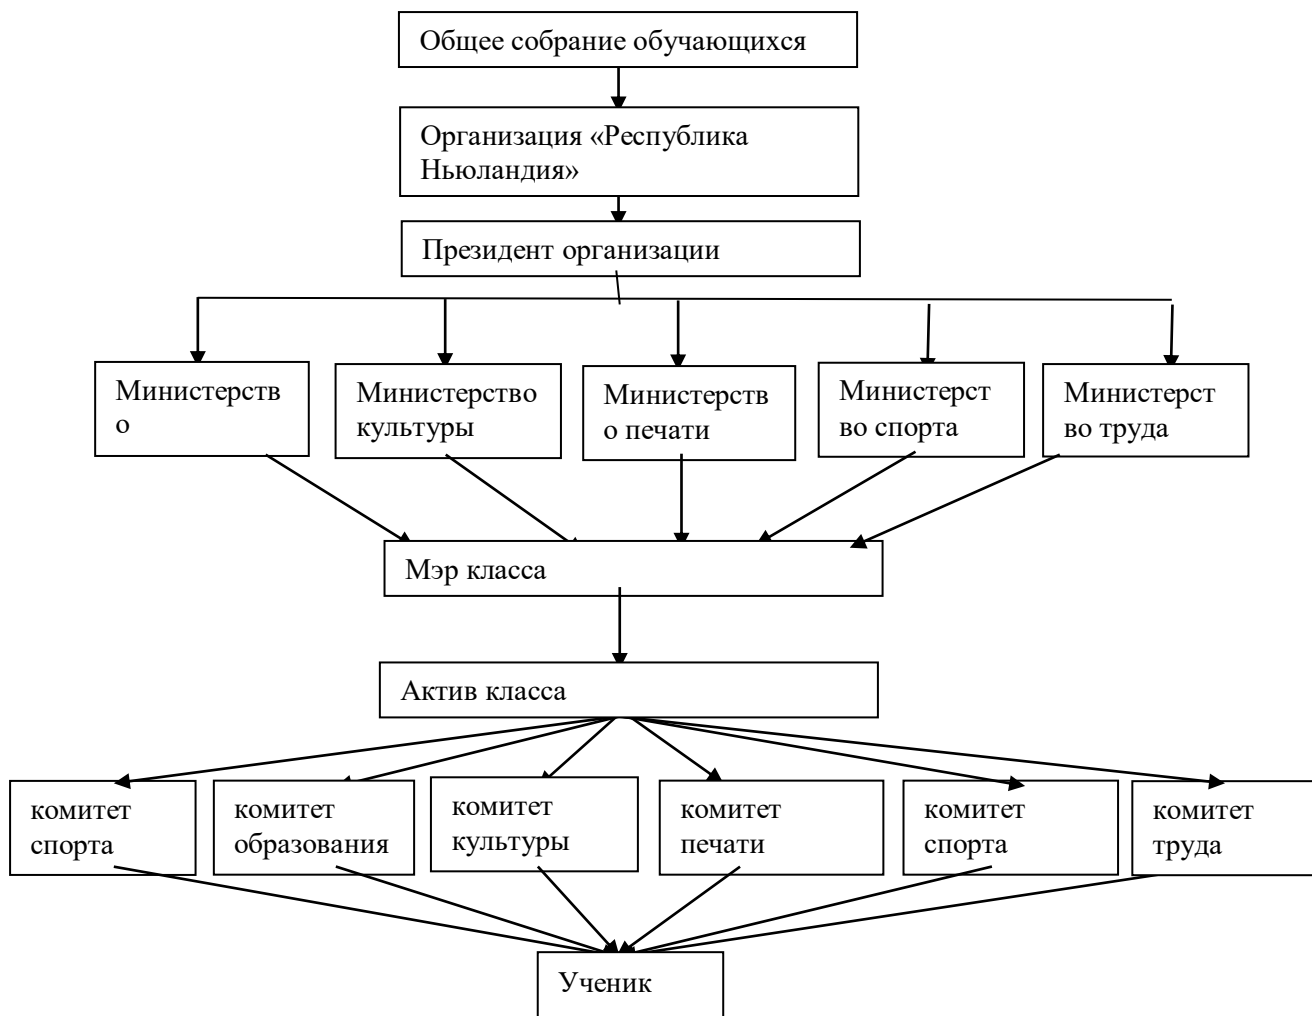 Общее собрание обучающихся
Организация «Республика
Ньюландия»
Президент организации
Министерств
о
Министерство
культуры
Министерств
о печати
Министерст
во спорта
Министерст
во труда
Мэр класса
Актив класса
комитет
спорта
комитет
образования
комитет
культуры
комитет
печати
комитет
спорта
комитет
труда
Ученик